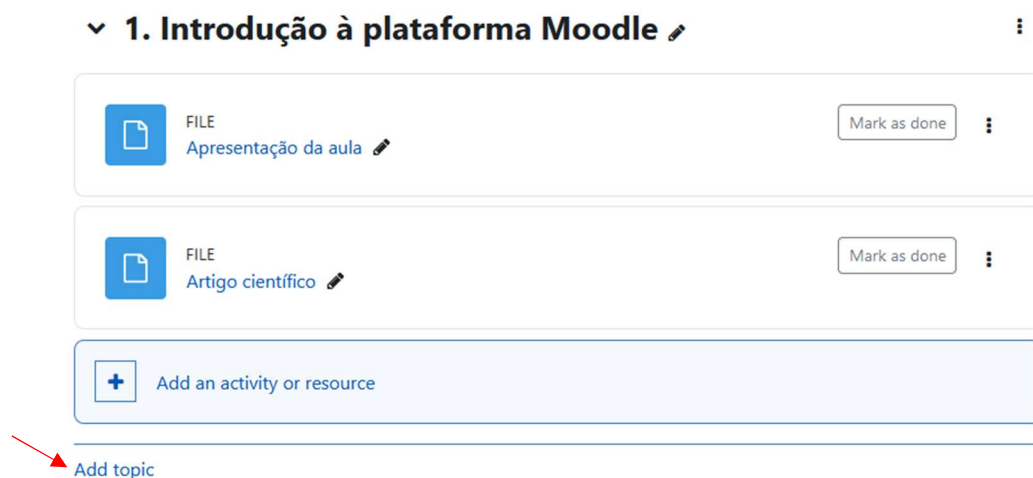 1. Introdução à plataforma Moodle
FILE
Apresentação da aula
Mark as done
FILE
Artigo científico
Mark as done
Add an activity or resource
Add topic